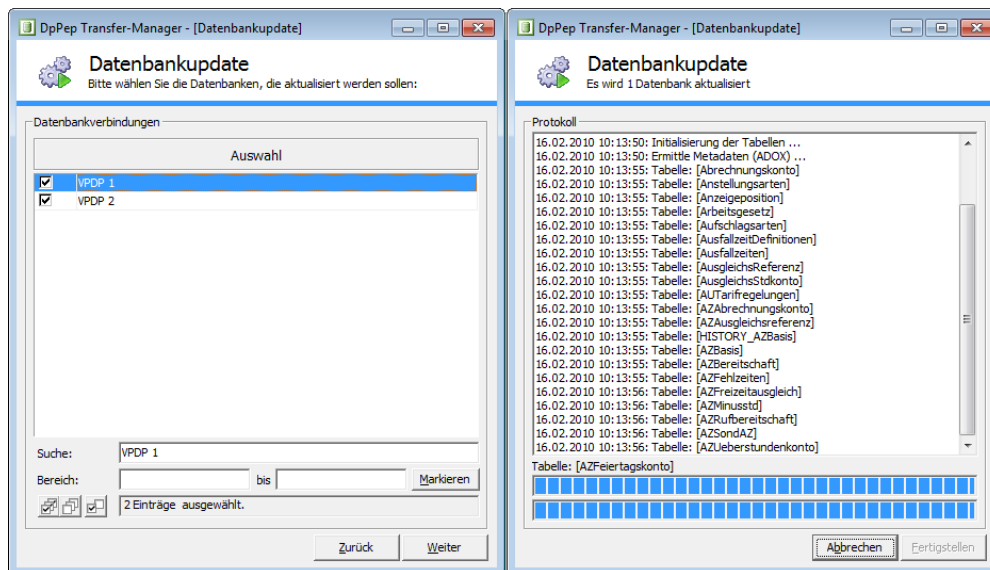 DpPep Transfer-Manager - [Datenbankupdate]
Datenbankupdate
Bitte wählen Sie die Datenbanken, die aktualisiert werden sollen:
Datenbankverbindungen
Auswahl
VPDP 1
VPDP 2
Suche: VPDP 1
Bereich: bis Markieren
2 Einträge ausgewählt.
Zurück Weiter
DpPep Transfer-Manager - [Datenbankupdate]
Datenbankupdate
Es wird 1 Datenbank aktualisiert
Protokoll
16.02.2010 10:13:50: Initialisierung der Tabellen ...
16.02.2010 10:13:50: Ermittle Metadaten (ADOX) ...
16.02.2010 10:13:55: Tabelle: [Abrechnungskonto]
16.02.2010 10:13:55: Tabelle: [Anstellungsarten]
16.02.2010 10:13:55: Tabelle: [Anzeigeposition]
16.02.2010 10:13:55: Tabelle: [Arbeitsgesetz]
16.02.2010 10:13:55: Tabelle: [Aufschlagsarten]
16.02.2010 10:13:55: Tabelle: [AusfallzeitDefinitionen]
16.02.2010 10:13:55: Tabelle: [Ausfallzeiten]
16.02.2010 10:13:55: Tabelle: [AusgleichsReferenz]
16.02.2010 10:13:55: Tabelle: [AusgleichsStdkonto]
16.02.2010 10:13:55: Tabelle: [AUTarifregelungen]
16.02.2010 10:13:55: Tabelle: [AZAbrechnungskonto]
16.02.2010 10:13:55: Tabelle: [AZAusgleichsreferenz]
16.02.2010 10:13:55: Tabelle: [HISTORY_AZBasis]
16.02.2010 10:13:55: Tabelle: [AZBasis]
16.02.2010 10:13:55: Tabelle: [AZBereitschaft]
16.02.2010 10:13:55: Tabelle: [AZFehlzeiten]
16.02.2010 10:13:56: Tabelle: [AZFreizeitausgleich]
16.02.2010 10:13:56: Tabelle: [AZMinusstd]
16.02.2010 10:13:56: Tabelle: [AZRufbereitschaft]
16.02.2010 10:13:56: Tabelle: [AZSondAZ]
16.02.2010 10:13:56: Tabelle: [AZUeberstundenkonto]
Tabelle: [AZFeiertagskonto]
Abbrechen Fertigstellen